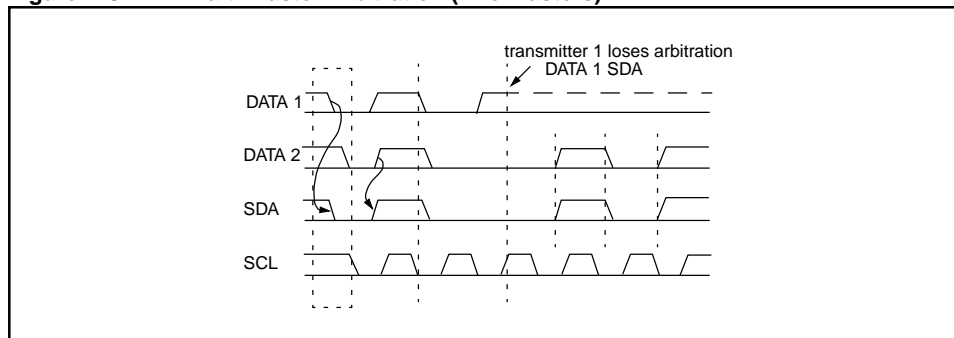 transmitter 1 loses arbitration
DATA 1 SDA
DATA 1
DATA 2
SDA
SCL